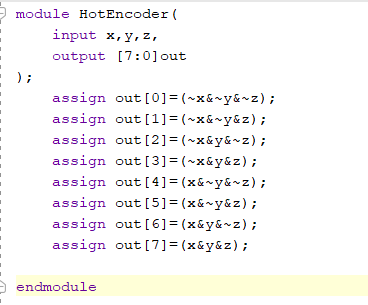 module HotEncoder(
    input x,y,z,
    output [7:0]out
);
    assign out[0]=(~x&~y&~z);
    assign out[1]=(~x&~y&z);
    assign out[2]=(~x&y&~z);
    assign out[3]=(~x&y&z);
    assign out[4]=(x&~y&~z);
    assign out[5]=(x&~y&z);
    assign out[6]=(x&y&~z);
    assign out[7]=(x&y&z);
endmodule